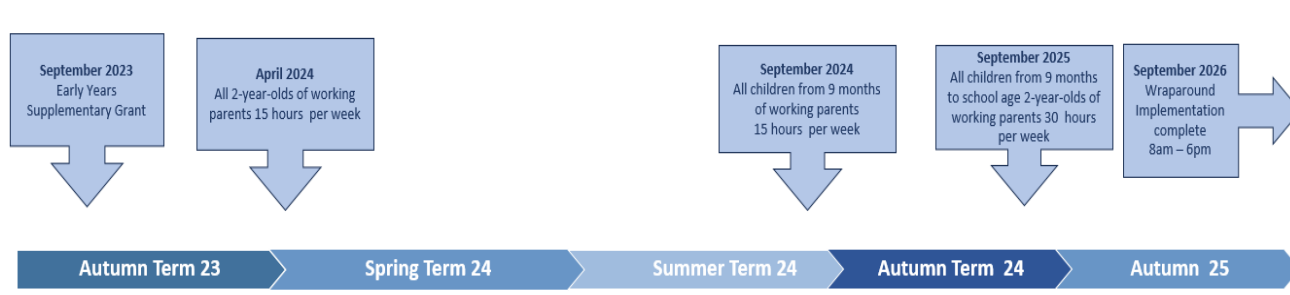 September 2023
Early Years
Supplementary Grant
April 2024
All 2-year-olds of working
parents 15 hours  per week
September 2024
All children from 9 months
of working parents
15 hours  per week
September 2025
All children from 9 months
to school age 2-year-olds of
working parents 30  hours
per week
September 2026
Wraparound
Implementation
complete
8am – 6pm
Autumn Term 23
Spring Term 24
Summer Term 24
Autumn Term  24
Autumn  25